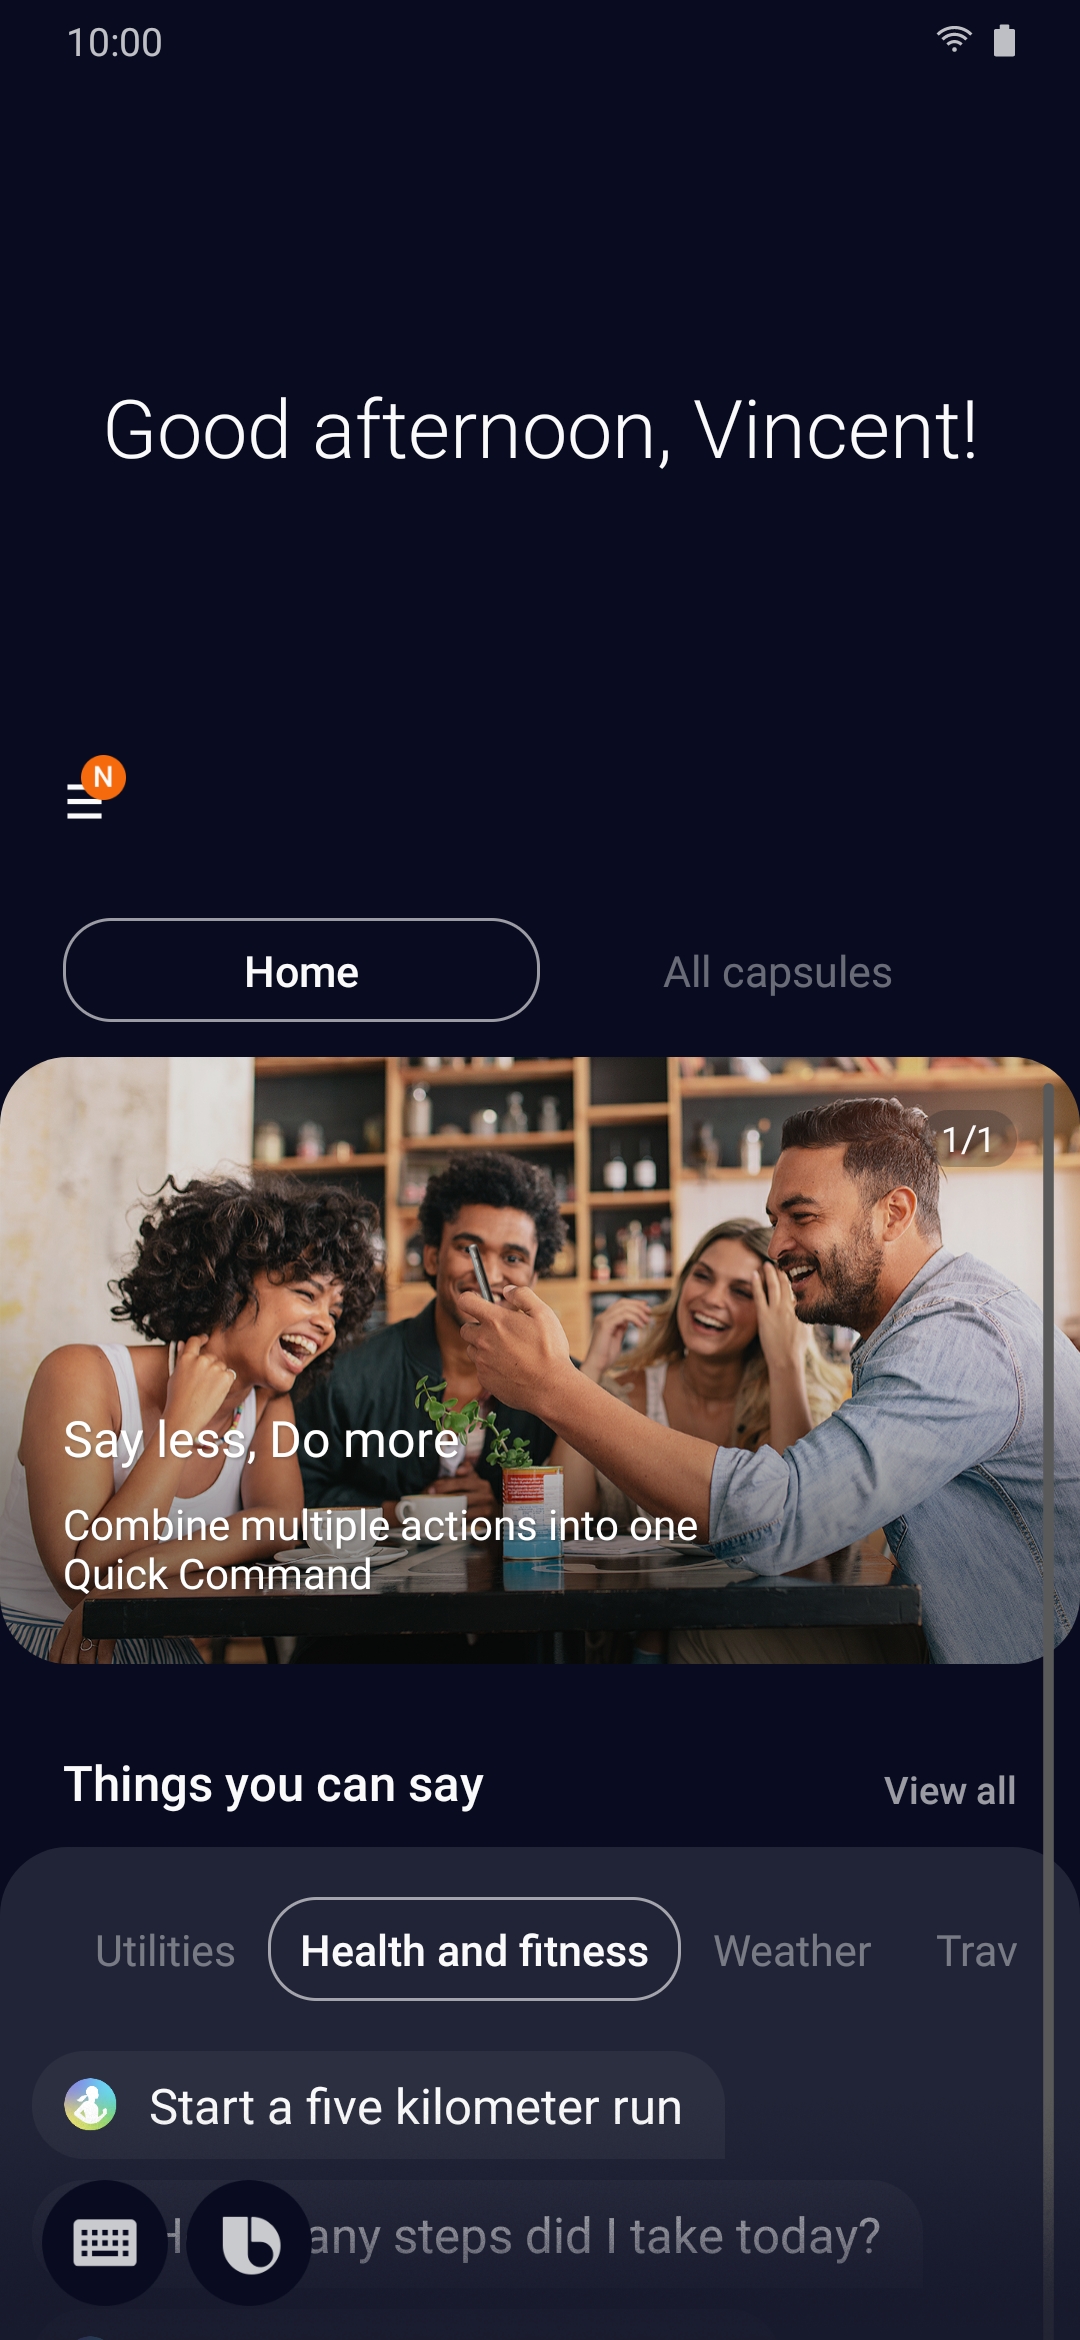 10:00
Good afternoon, Vincent!
N
Home
All capsules
1/1
Say less, Do more
Combine multiple actions into one
Quick Command
Things you can say
View all
Utilities
Health and fitness
Weather
Trav
Start a five kilometer run
H any steps did I take today?